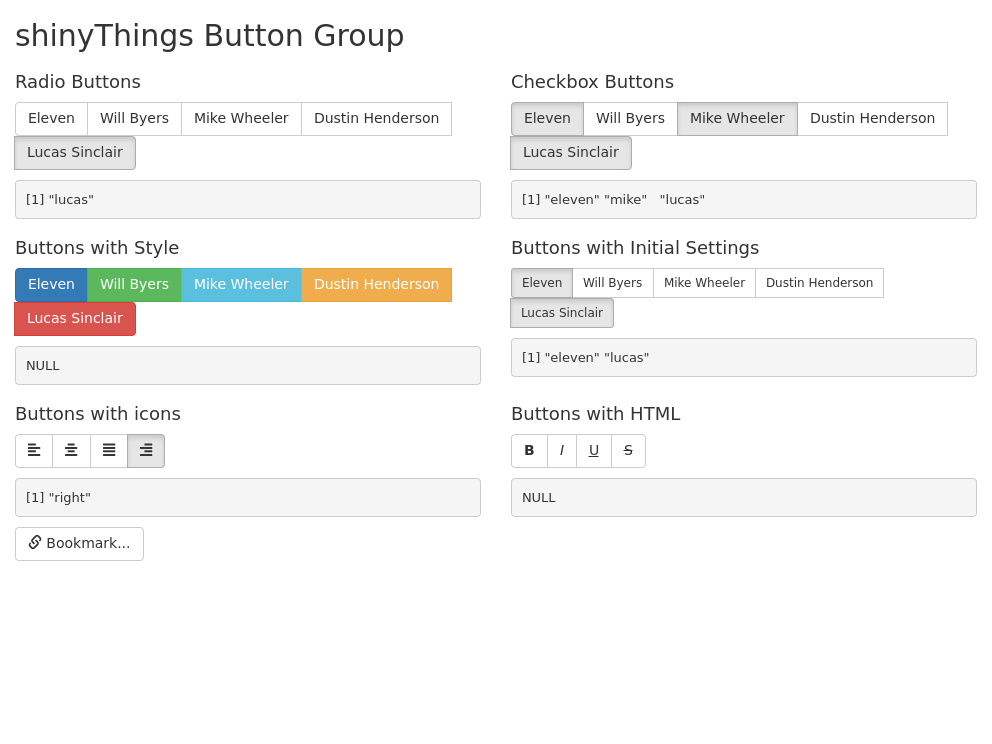 shinyThings Button Group
Radio Buttons
Eleven Will Byers Mike Wheeler Dustin Henderson
Lucas Sinclair
[1] "lucas"
Checkbox Buttons
Eleven Will Byers Mike Wheeler Dustin Henderson
Lucas Sinclair
[1] "eleven" "mike"   "lucas"
Buttons with Style
Eleven Will Byers Mike Wheeler Dustin Henderson
Lucas Sinclair
NULL
Buttons with Initial Settings
Eleven Will Byers Mike Wheeler Dustin Henderson
Lucas Sinclair
[1] "eleven" "lucas"
Buttons with icons
[1] "right"
Buttons with HTML
B I U S
NULL
Bookmark...